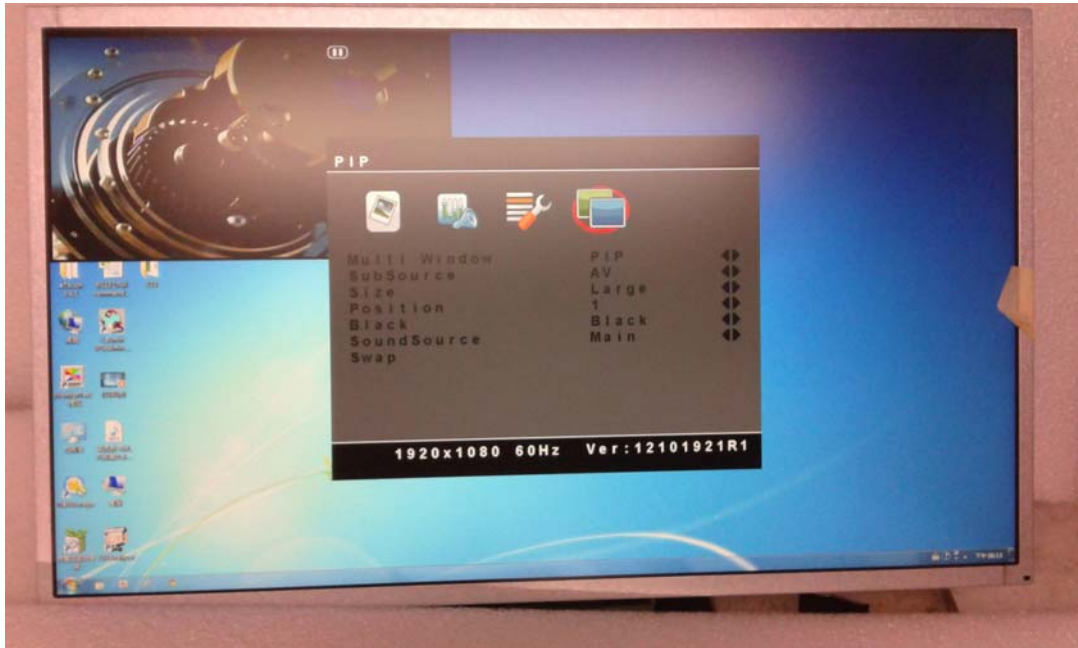 PIP
Multi Window PIP
SubSource AV
Size Large
Position 1
Black Black
SoundSource Main
Swap
1920x1080 60Hz Ver:12101921R1